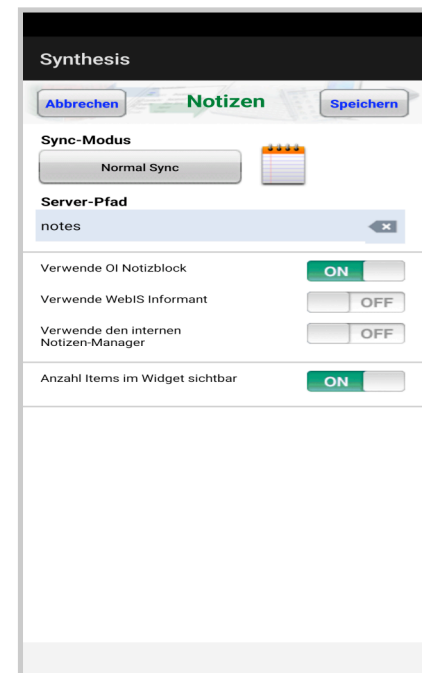 Synthesis
Abbrechen Notizen Speichern
Sync-Modus
Normal Sync
Server-Pfad
notes
Verwende OI Notizblock ON
Verwende WebIS Informant OFF
Verwende den internen
Notizen-Manager OFF
Anzahl Items im Widget sichtbar ON